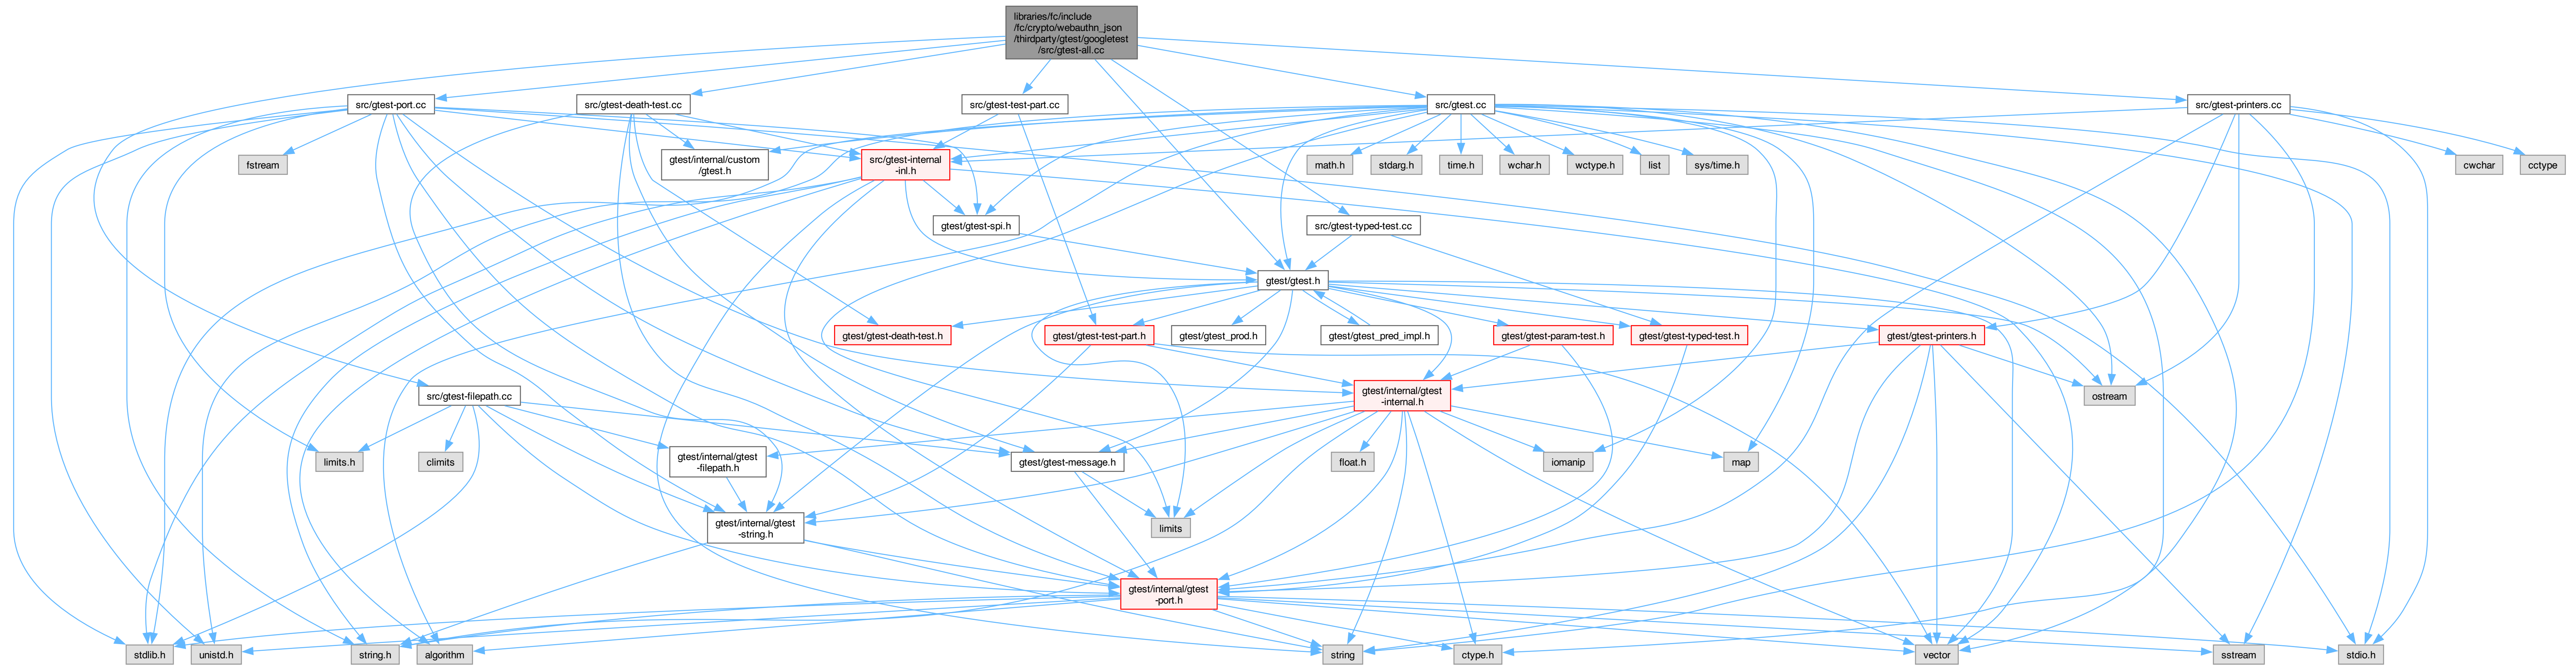 libraries/fc/include
/fc/crypto/webauthn_json
/thirdparty/gtest/googletest
/src/gtest-all.cc
src/gtest-port.cc
src/gtest-death-test.cc
src/gtest-test-part.cc
src/gtest.cc
src/gtest-printers.cc
fstream
gtest/internal/custom
/gtest.h
src/gtest-internal
-inl.h
math.h
stdarg.h
time.h
wchar.h
wctype.h
list
sys/time.h
cwchar
cctype
gtest/gtest-spi.h
src/gtest-typed-test.cc
gtest/gtest.h
gtest/gtest-death-test.h
gtest/gtest-test-part.h
gtest/gtest_prod.h
gtest/gtest_pred_impl.h
gtest/gtest-param-test.h
gtest/gtest-typed-test.h
gtest/gtest-printers.h
src/gtest-filepath.cc
gtest/internal/gtest
-internal.h
ostream
limits.h
climits
gtest/internal/gtest
-filepath.h
gtest/gtest-message.h
float.h
iomanip
map
gtest/internal/gtest
-string.h
limits
gtest/internal/gtest
-port.h
stdlib.h
unistd.h
string.h
algorithm
string
ctype.h
vector
sstream
stdio.h